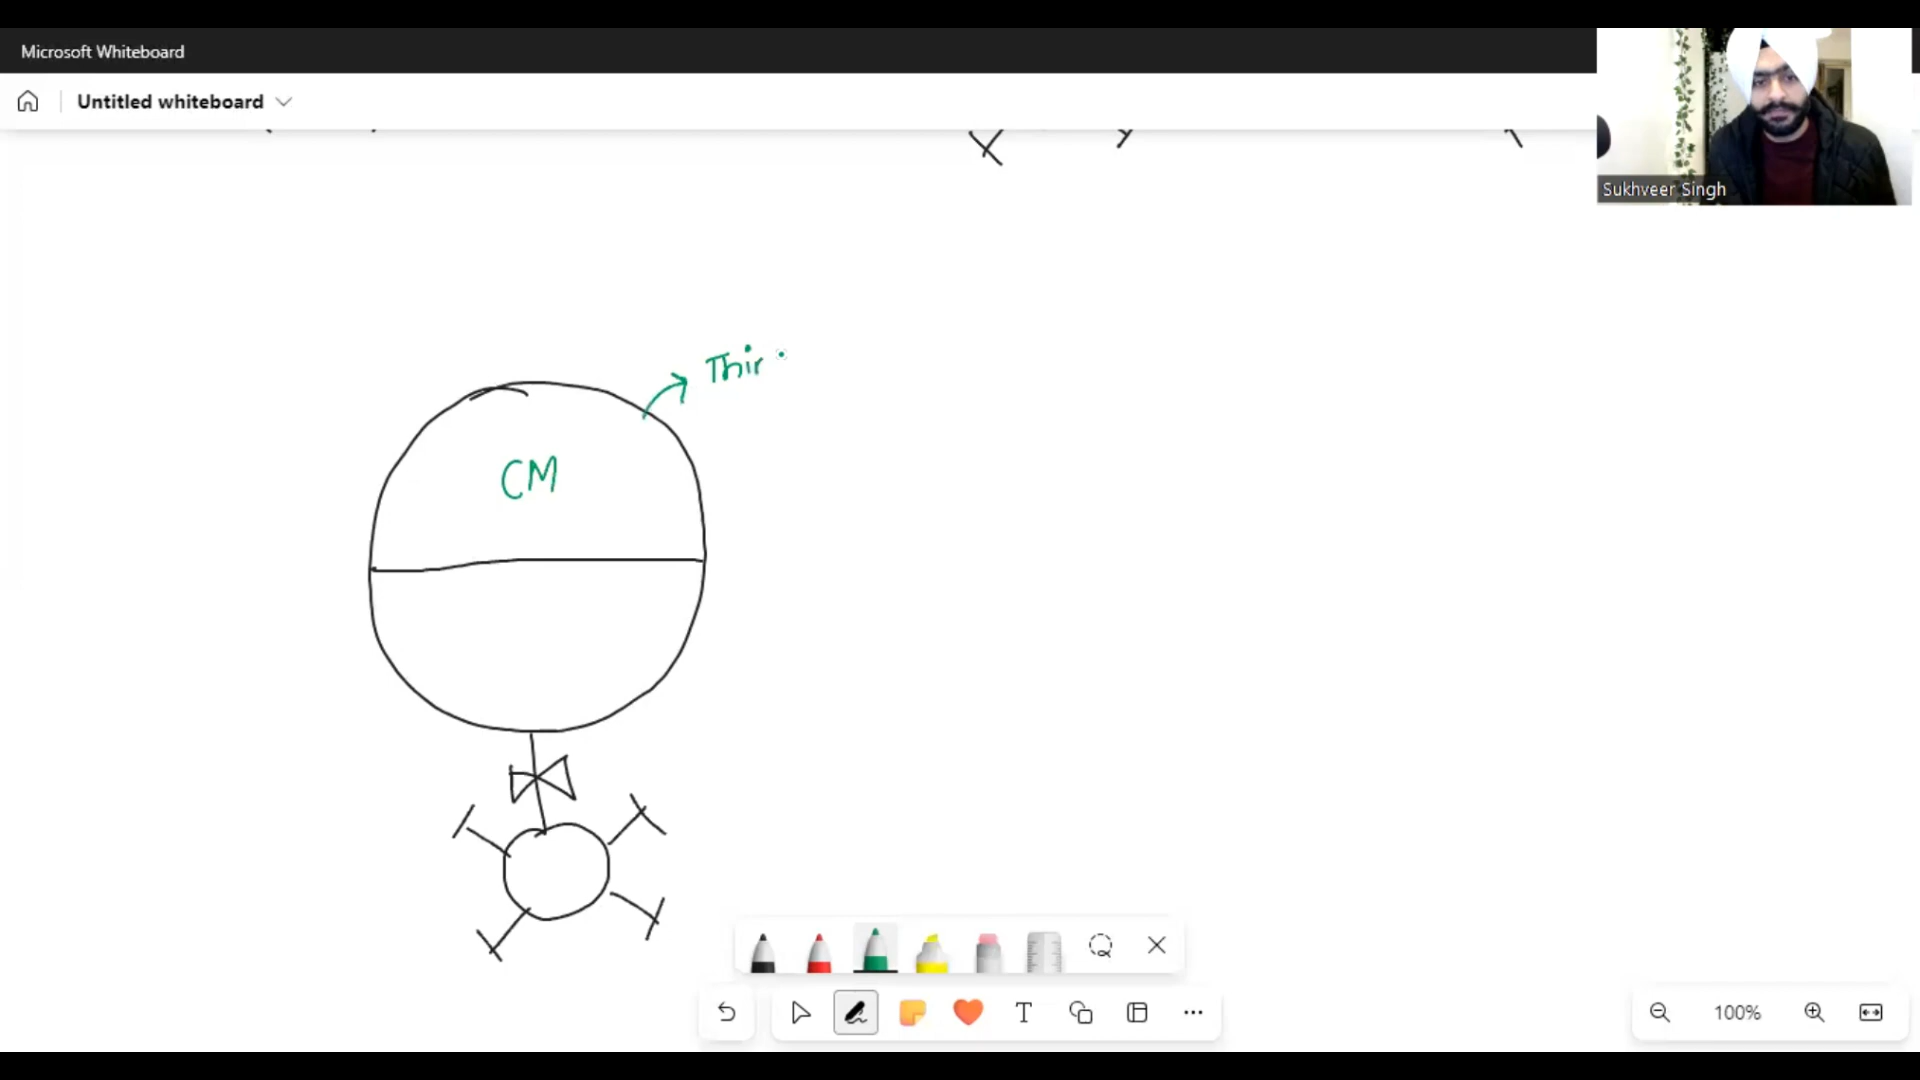 Microsoft Whiteboard
Untitled whiteboard
Sukhveer Singh
Thir
CM
T
100%